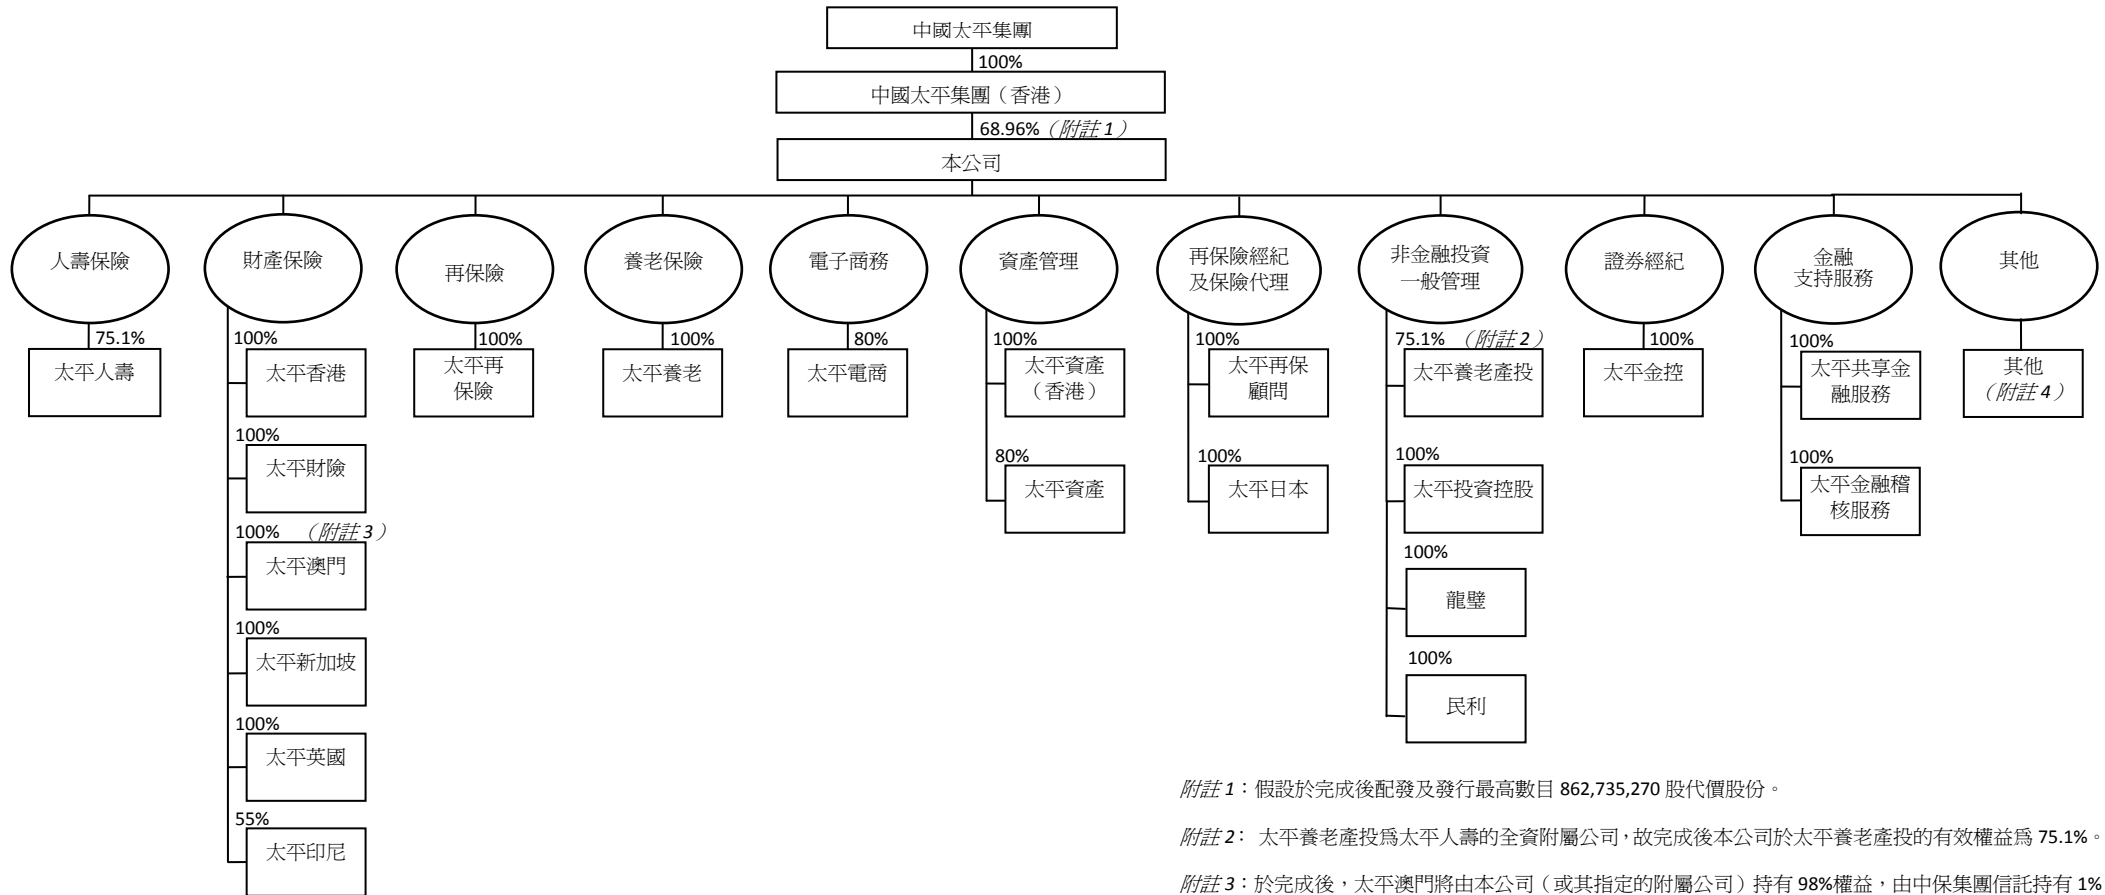 中國太平集團
100%
中國太平集團（香港）
68.96%（附註 1）
本公司
人壽保險
75.1%
太平人壽
財產保險
100%
太平香港
100%
太平財險
100% （附註 3）
太平澳門
100%
太平新加坡
100%
太平英國
55%
太平印尼
再保險
100%
太平再
保險
養老保險
100%
太平養老
電子商務
80%
太平電商
資產管理
100%
太平資產
（香港）
80%
太平資產
再保險經紀
及保險代理
100%
太平再保
顧問
100%
太平日本
非金融投資
一般管理
75.1% （附註 2）
太平養老產投
100%
太平投資控股
100%
龍璧
100%
民利
證券經紀
100%
太平金控
金融
支持服務
100%
太平共享金
融服務
100%
太平金融稽
核服務
其他
其他
（附註 4）
附註 1：假設於完成後配發及發行最高數目 862,735,270 股代價股份。
附註 2： 太平養老產投爲太平人壽的全資附屬公司，故完成後本公司於太平養老產投的有效權益爲 75.1%。
附註 3：於完成後，太平澳門將由本公司（或其指定的附屬公司）持有 98%權益，由中保集團信託持有 1%